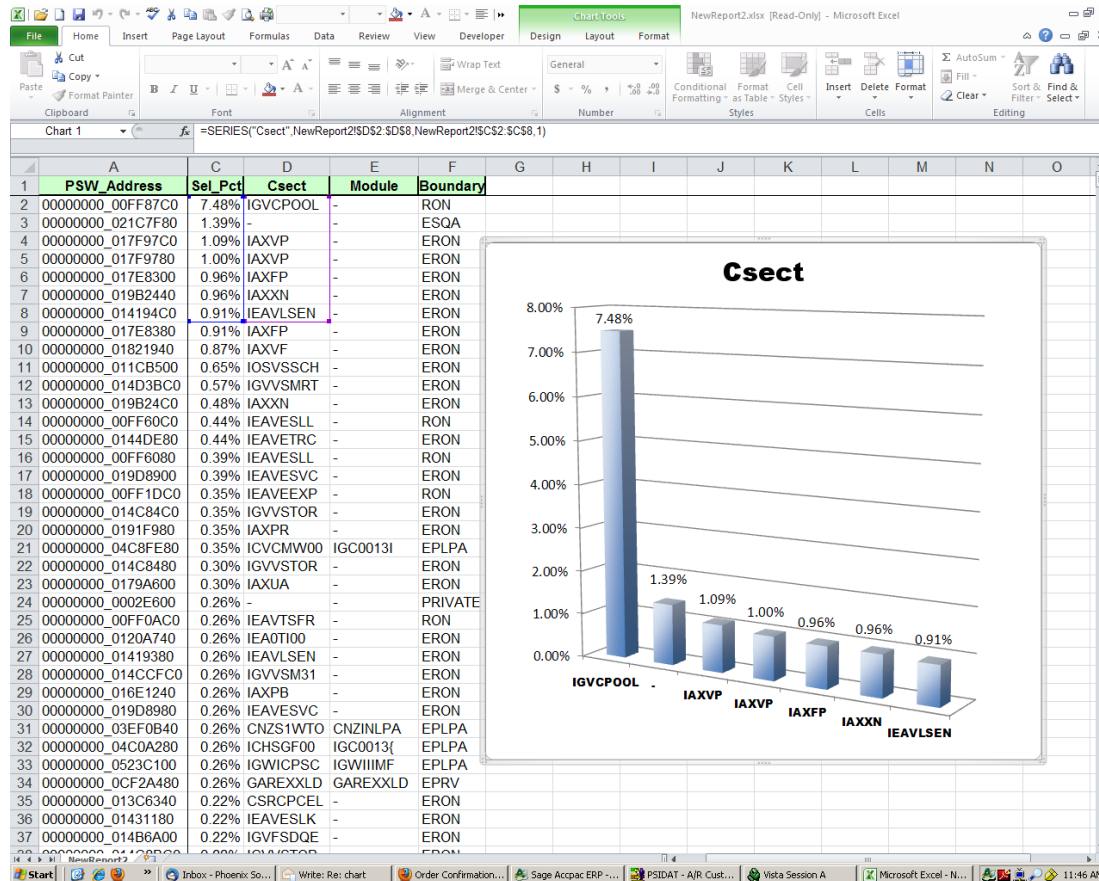 Chart Tools
NewReport2.xlsx [Read-Only] - Microsoft Excel
File Home Insert Page Layout Formulas Data Review View Developer Design Layout Format
Paste
Cut
Copy
Format Painter
Clipboard
Font
Wrap Text
Merge & Center
Alignment
General
Number
Conditional Formatting
Format as Table
Cell Styles
Styles
Insert Delete Format
Cells
AutoSum
Fill
Clear
Sort & Filter
Find & Select
Editing
Chart 1 fx =SERIES("Csect",NewReport2!$D$2:$D$8,NewReport2!$C$2:$C$8,1)
A C D E F G H I J K L M N O
1 PSW_Address Sel_Pct Csect Module Boundary
2 00000000_00FF87C0 7.48% IGVCPOOL - RON
3 00000000_021C7F80 1.39% - - ESQA
4 00000000_017F97C0 1.09% IAXVP - ERON
5 00000000_017F9780 1.00% IAXVP - ERON
6 00000000_017E8300 0.96% IAXFP - ERON
7 00000000_019B2440 0.96% IAXXN - ERON
8 00000000_014194C0 0.91% IEAVLSEN - ERON
9 00000000_017E8380 0.91% IAXFP - ERON
10 00000000_01821940 0.87% IAXVF - ERON
11 00000000_011CB500 0.65% IOSVSSCH - ERON
12 00000000_014D3BC0 0.57% IGVVSMRT - ERON
13 00000000_019B24C0 0.48% IAXXN - ERON
14 00000000_00FF60C0 0.44% IEAVESLL - RON
15 00000000_0144DE80 0.44% IEAVETRC - ERON
16 00000000_00FF6080 0.39% IEAVESLL - RON
17 00000000_019D8900 0.39% IEAVESVC - ERON
18 00000000_00FF1DC0 0.35% IEAVEEXP - RON
19 00000000_014C84C0 0.35% IGVVSTOR - ERON
20 00000000_0191F980 0.35% IAXPR - ERON
21 00000000_04C8FE80 0.35% ICVCMW00 IGC0013I EPLPA
22 00000000_014C8480 0.30% IGVVSTOR - ERON
23 00000000_0179A600 0.30% IAXUA - ERON
24 00000000_0002E600 0.26% - - PRIVATE
25 00000000_00FF0AC0 0.26% IEAVTSFR - RON
26 00000000_0120A740 0.26% IEA0TI00 - ERON
27 00000000_01419380 0.26% IEAVLSEN - ERON
28 00000000_014CCFC0 0.26% IGVVSM31 - ERON
29 00000000_016E1240 0.26% IAXPB - ERON
30 00000000_019D8980 0.26% IEAVESVC - ERON
31 00000000_03EF0B40 0.26% CNZS1WTO CNZINLPA EPLPA
32 00000000_04C0A280 0.26% ICHSGF00 IGC0013{ EPLPA
33 00000000_0523C100 0.26% IGWICPSC IGWIIIMF EPLPA
34 00000000_0CF2A480 0.26% GAREXXLD GAREXXLD EPRV
35 00000000_013C6340 0.22% CSRCPCEL - ERON
36 00000000_01431180 0.22% IEAVESLK - ERON
37 00000000_014B6A00 0.22% IGVFSDQE - ERON
Csect
8.00%
7.00%
6.00%
5.00%
4.00%
3.00%
2.00%
1.00%
0.00%
7.48% 1.39% 1.09% 1.00% 0.96% 0.96% 0.91%
IGVCPOOL - IAXVP IAXVP IAXFP IAXXN IEAVLSEN
NewReport2
Start Inbox - Phoenix So... Write: Re: chart Order Confirmation... Sage Accpac ERP -... PSIDAT - A/R Cust... Vista Session A Microsoft Excel - N... 11:46 AM